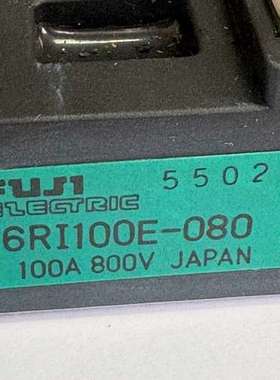 FUJI 5502
ELECTRIC
6RI100E-080
100A 800V JAPAN